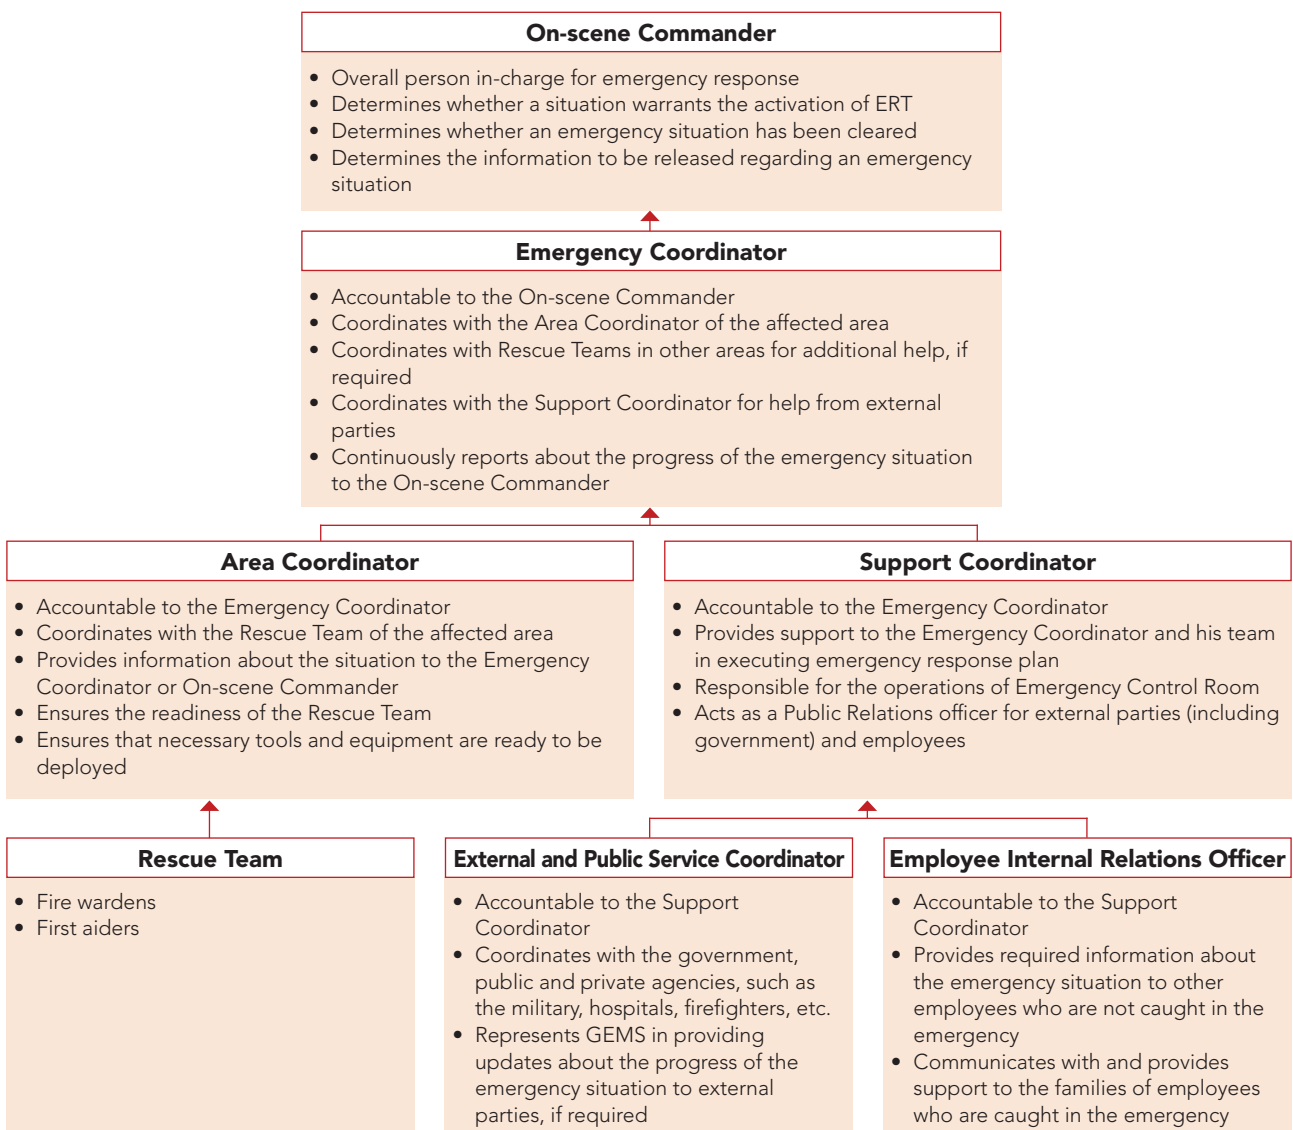 On-scene Commander
• Overall person in-charge for emergency response
• Determines whether a situation warrants the activation of ERT
• Determines whether an emergency situation has been cleared
• Determines the information to be released regarding an emergency
situation
Emergency Coordinator
• Accountable to the On-scene Commander
• Coordinates with the Area Coordinator of the affected area
• Coordinates with Rescue Teams in other areas for additional help, if
required
• Coordinates with the Support Coordinator for help from external
parties
• Continuously reports about the progress of the emergency situation
to the On-scene Commander
Area Coordinator
• Accountable to the Emergency Coordinator
• Coordinates with the Rescue Team of the affected area
• Provides information about the situation to the Emergency
Coordinator or On-scene Commander
• Ensures the readiness of the Rescue Team
• Ensures that necessary tools and equipment are ready to be
deployed
Support Coordinator
• Accountable to the Emergency Coordinator
• Provides support to the Emergency Coordinator and his team
in executing emergency response plan
• Responsible for the operations of Emergency Control Room
• Acts as a Public Relations officer for external parties (including
government) and employees
Rescue Team
• Fire wardens
• First aiders
External and Public Service Coordinator
• Accountable to the Support
Coordinator
• Coordinates with the government,
public and private agencies, such as
the military, hospitals, firefighters, etc.
• Represents GEMS in providing
updates about the progress of the
emergency situation to external
parties, if required
Employee Internal Relations Officer
• Accountable to the Support
Coordinator
• Provides required information about
the emergency situation to other
employees who are not caught in the
emergency
• Communicates with and provides
support to the families of employees
who are caught in the emergency